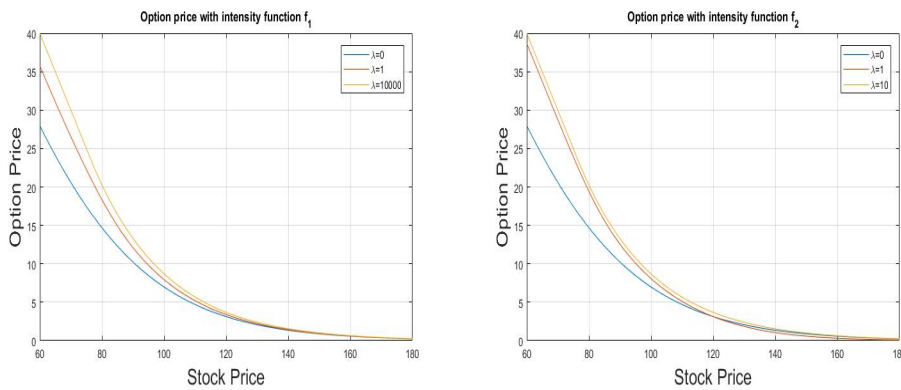 Option price with intensity function f1
40
35
30
25
20
15
10
5
0
Option Price
λ=0
λ=1
λ=10000
60
80
100
120
140
160
180
Stock Price
Option price with intensity function f2
40
35
30
25
20
15
10
5
0
Option Price
λ=0
λ=1
λ=10
60
80
100
120
140
160
180
Stock Price